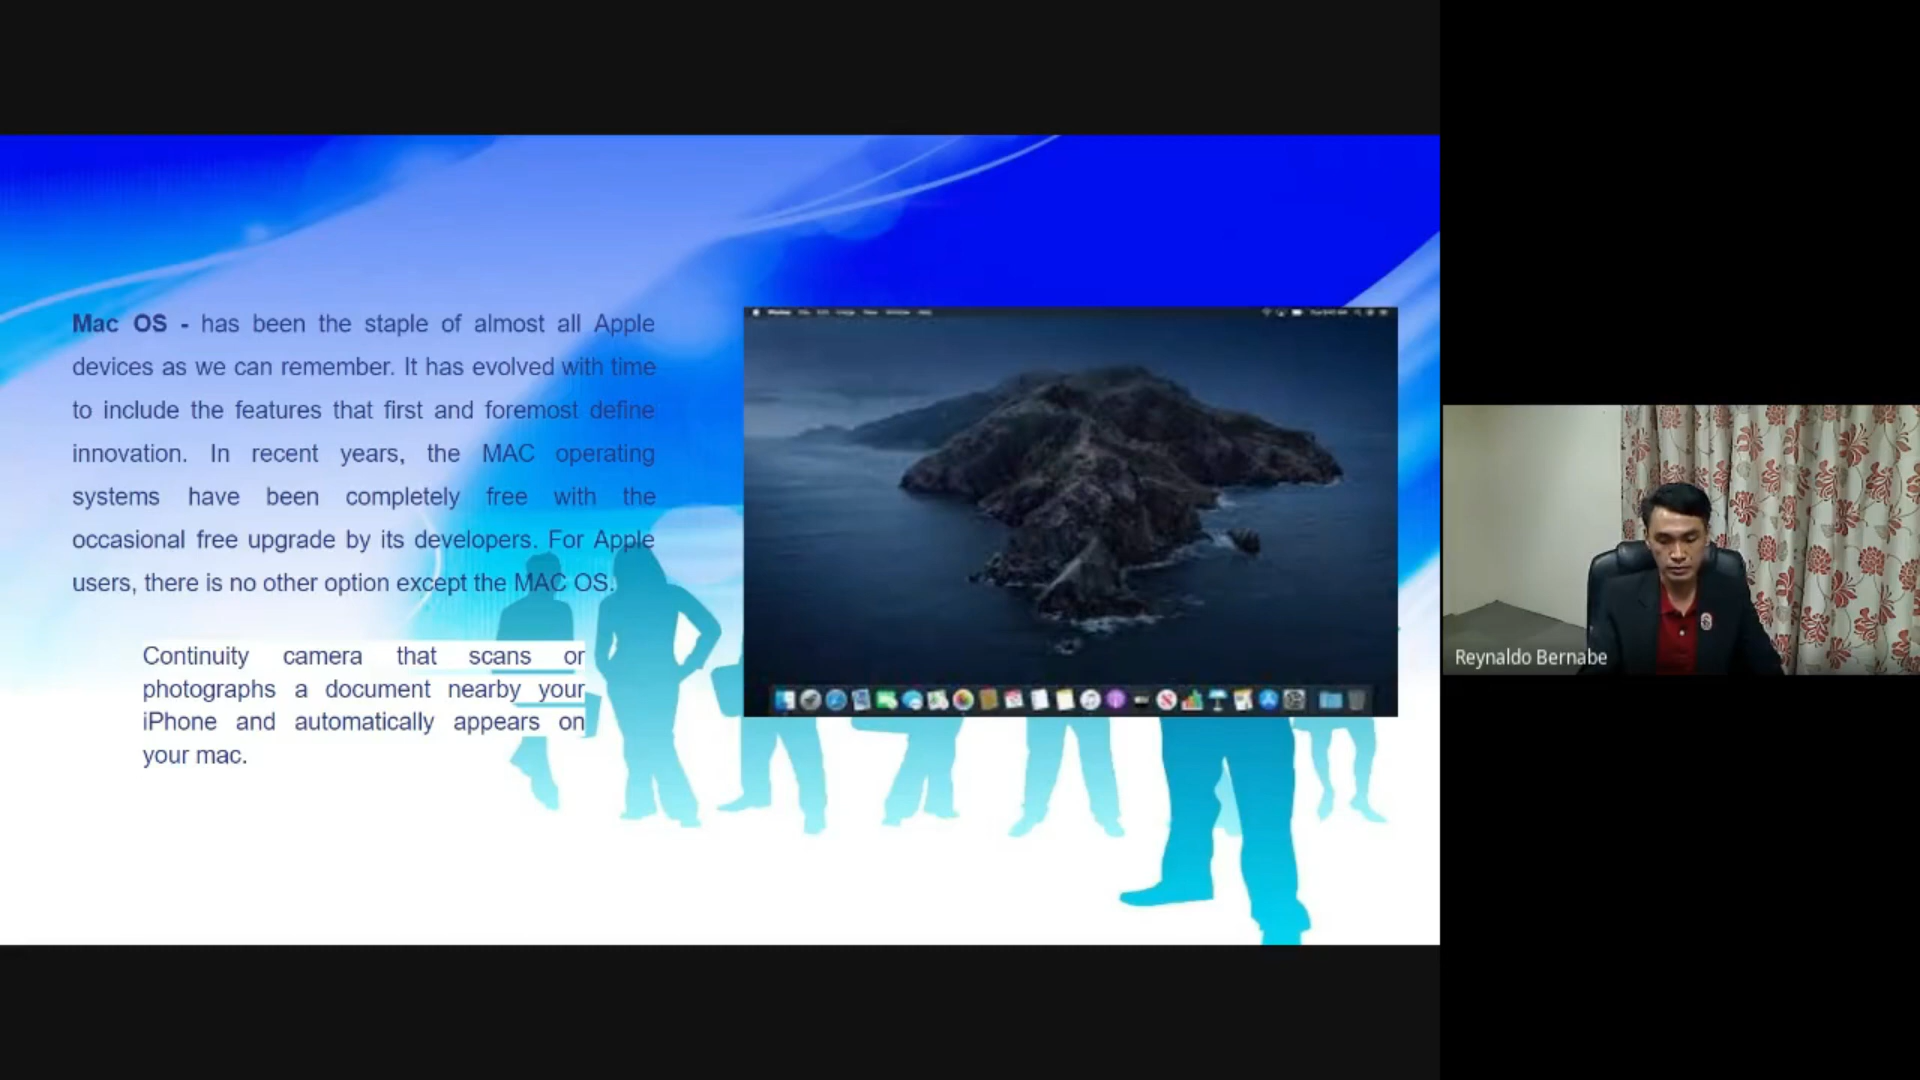 Mac OS - has been the staple of almost all Apple
devices as we can remember. It has evolved with time
to include the features that first and foremost define
innovation. In recent years, the MAC operating
systems have been completely free with the
occasional free upgrade by its developers. For Apple
users, there is no other option except the MAC OS.
Continuity camera that scans or
photographs a document nearby your
iPhone and automatically appears on
your mac.
Reynaldo Bernabe